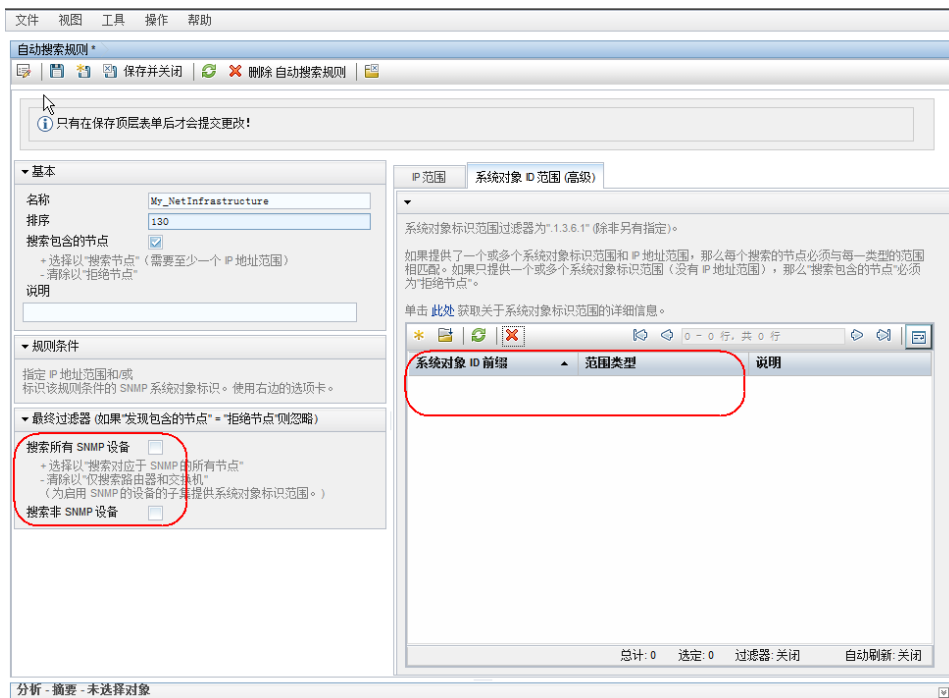 文件 视图 工具 操作 帮助
自动搜索规则 *
保存并关闭 删除 自动搜索规则
只有在保存顶层表单后才会提交更改!
基本
名称 My_NetInfrastructure
排序 130
搜索包含的节点
+选择以"搜索节点"(需要至少一个 IP 地址范围)
-清除以"拒绝节点"
说明
规则条件
指定 IP 地址范围和/或
标识该规则条件的 SNMP 系统对象标识。使用右边的选项卡。
最终过滤器 (如果"发现包含的节点" = "拒绝节点"则忽略)
搜索所有 SNMP 设备
+选择以"搜索对应于 SNMP 的所有节点"
-清除以"仅搜索路由器和交换机"
(为启用 SNMP 的设备的子集提供系统对象标识范围。)
搜索非 SNMP 设备
IP 范围 系统对象 ID 范围 (高级)
系统对象标识范围过滤器为".1.3.6.1" (除非另有指定)。
如果提供了一个或多个系统对象标识范围和 IP 地址范围,那么每个搜索的节点必须与每一类型的范围
相匹配。如果只提供一个或多个系统对象标识范围(没有 IP 地址范围),那么"搜索包含的节点"必须
为"拒绝节点"。
单击 此处 获取关于系统对象标识范围的详细信息。
0 - 0 行, 共 0 行
系统对象 ID 前缀 范围类型 说明
总计: 0 选定: 0 过滤器: 关闭 自动刷新: 关闭
分析 - 摘要 - 未选择对象